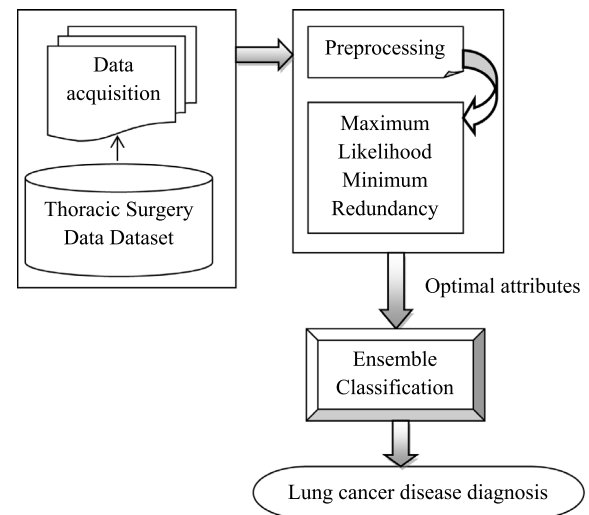 Data
acquisition
Thoracic Surgery
Data Dataset
Preprocessing
Maximum
Likelihood
Minimum
Redundancy
Optimal attributes
Ensemble
Classification
Lung cancer disease diagnosis